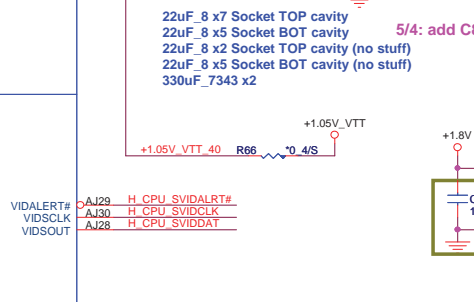 22uF_8 x7 Socket TOP cavity
22uF_8 x5 Socket BOT cavity
5/4: add C8
22uF_8 x2 Socket TOP cavity (no stuff)
22uF_8 x5 Socket BOT cavity (no stuff)
330uF_7343 x2
+1.05V_VTT
+1.8V
+1.05V_VTT_40 R66 *0_4/S
VIDALERT# AJ29 H_CPU_SVIDALRT#
VIDSCLK AJ30 H_CPU_SVIDCLK
VIDSOUT AJ28 H_CPU_SVIDDAT